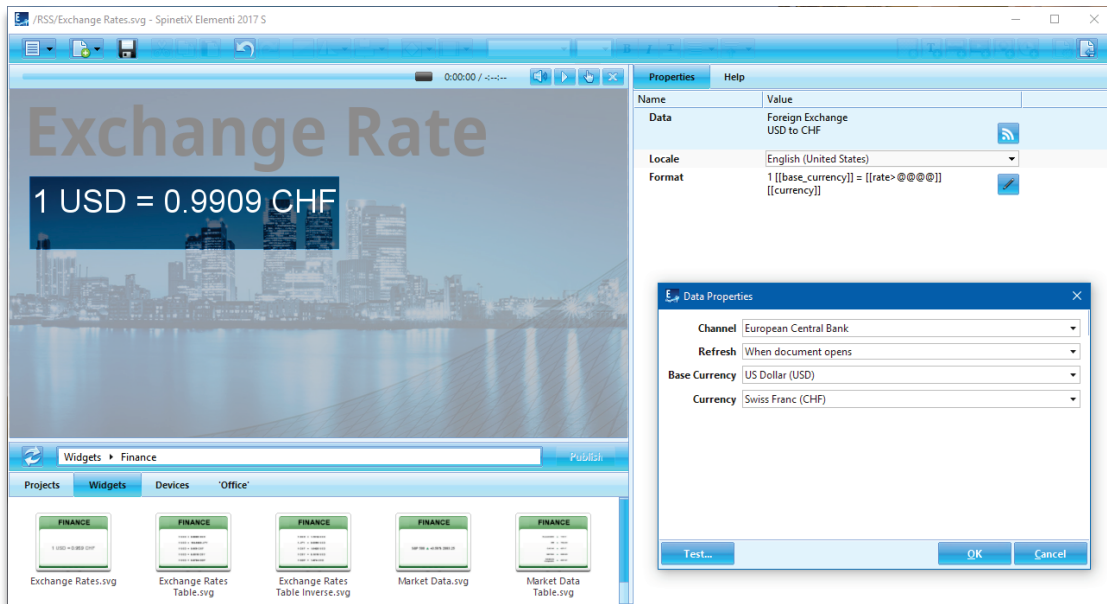 /RSS/Exchange Rates.svg - SpinetiX Elementi 2017 S
0:00:00 / -:--:--
Exchange Rate
1 USD = 0.9909 CHF
Properties
Help
Name
Value
Data
Foreign Exchange
USD to CHF
Locale
English (United States)
Format
1 [[base_currency]] = [[rate>@@@@]]
[[currency]]
Data Properties
Channel
European Central Bank
Refresh
When document opens
Base Currency
US Dollar (USD)
Currency
Swiss Franc (CHF)
Test...
OK
Cancel
Widgets
Finance
Publish
Projects
Widgets
Devices
'Office'
FINANCE
FINANCE
FINANCE
FINANCE
FINANCE
Exchange Rates.svg
Exchange Rates
Table.svg
Exchange Rates
Table Inverse.svg
Market Data.svg
Market Data
Table.svg